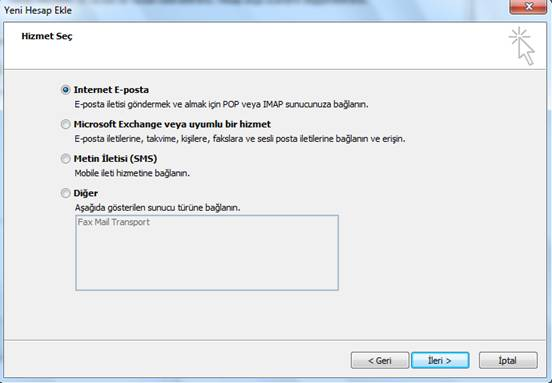 Yeni Hesap Ekle
Hizmet Seç
Internet E-posta
E-posta iletisi göndermek ve almak için POP veya IMAP sunucunuza bağlanın.
Microsoft Exchange veya uyumlu bir hizmet
E-posta iletilerine, takvime, kişilere, fakslara ve sesli posta iletilerine bağlanın ve erişin.
Metin İletisi (SMS)
Mobile ileti hizmetine bağlanın.
Diğer
Aşağıda gösterilen sunucu türüne bağlanın.
Fax Mail Transport
< Geri İleri > İptal